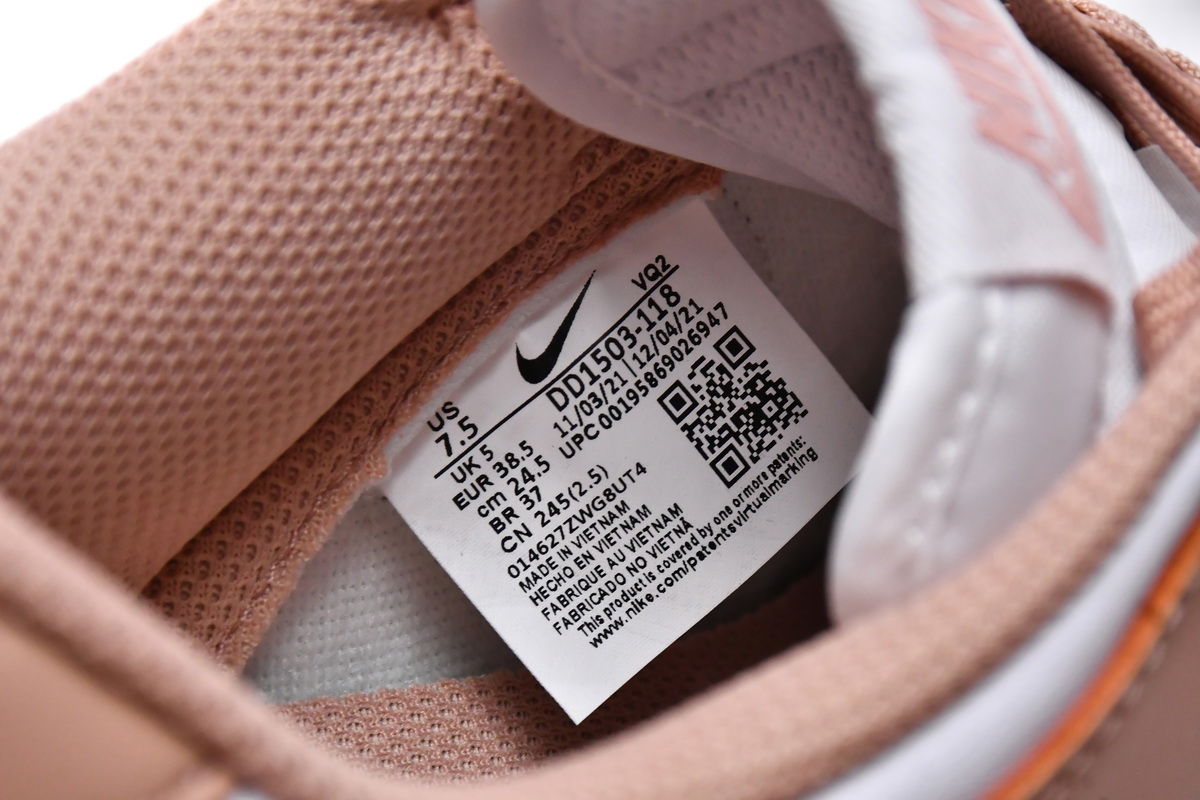 VQ2
US
7.5
DD1503-118
UK 5
11/03/21 | 12/04/21
EUR 38.5
UPC00195869026947
cm 24.5
BR 37
CN 245(2.5)
014627ZWG8UT4
MADE IN VIETNAM
HECHO EN VIETNAM
FABRIQUE AU VIETNAM
FABRICADO NO VIETNÃ
This product is covered by one or more patents:
www.nike.com/patentsvirtualmarking